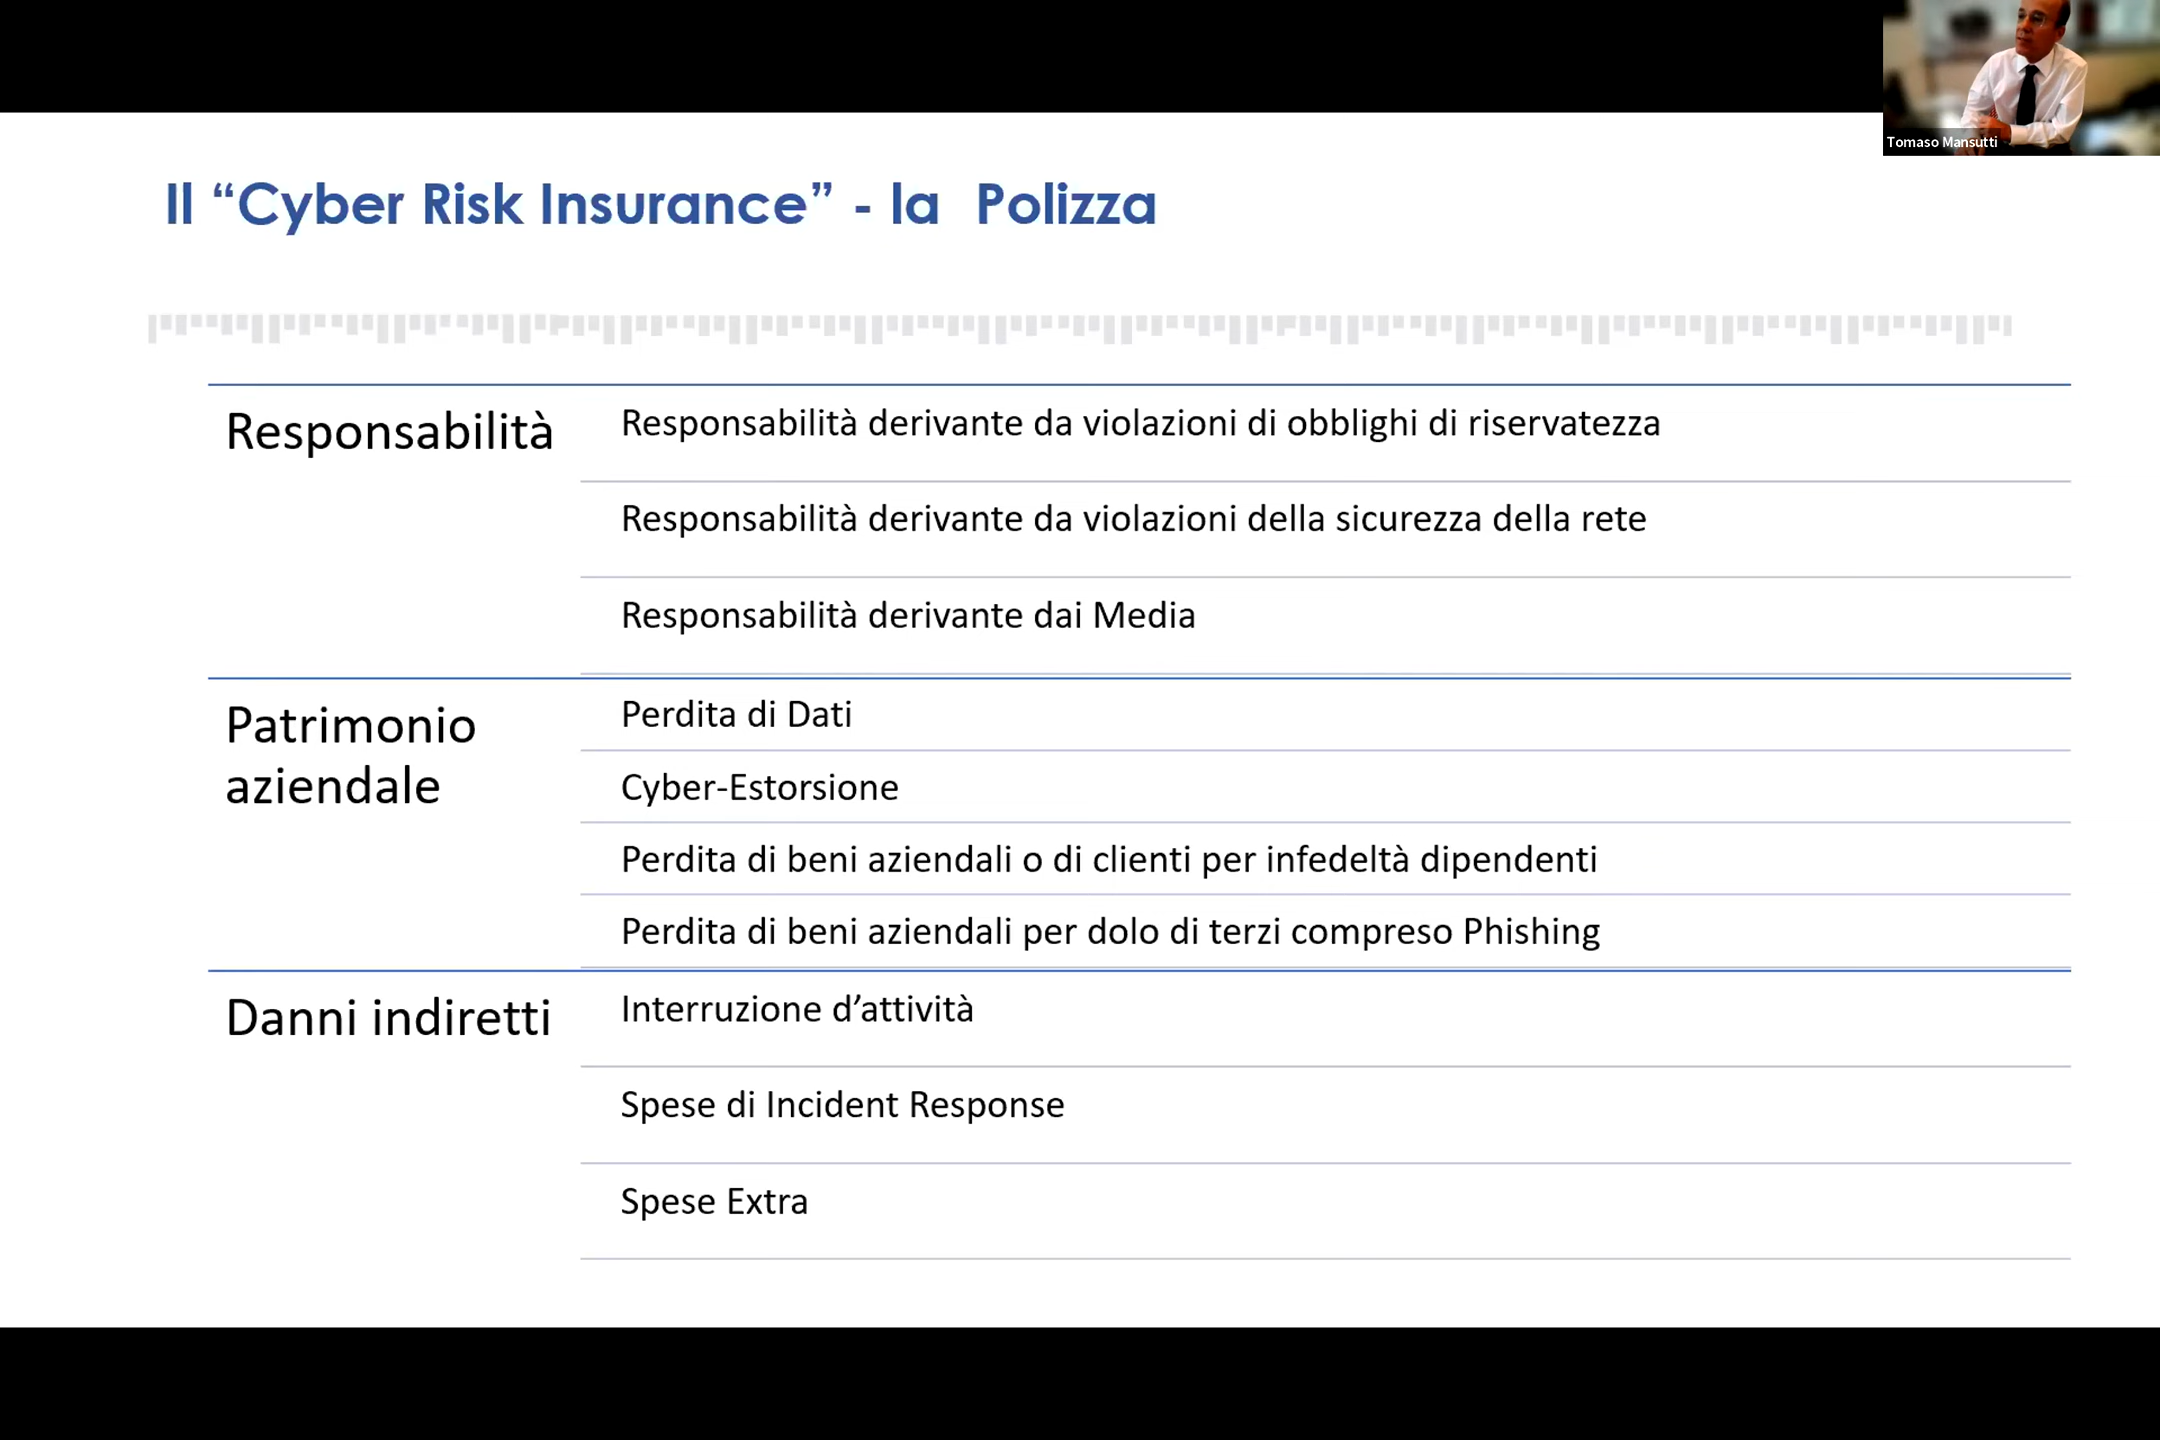 Tomaso Mansutti
Il “Cyber Risk Insurance” - la  Polizza
Responsabilità
Responsabilità derivante da violazioni di obblighi di riservatezza
Responsabilità derivante da violazioni della sicurezza della rete
Responsabilità derivante dai Media
Patrimonio
aziendale
Perdita di Dati
Cyber-Estorsione
Perdita di beni aziendali o di clienti per infedeltà dipendenti
Perdita di beni aziendali per dolo di terzi compreso Phishing
Danni indiretti
Interruzione d’attività
Spese di Incident Response
Spese Extra